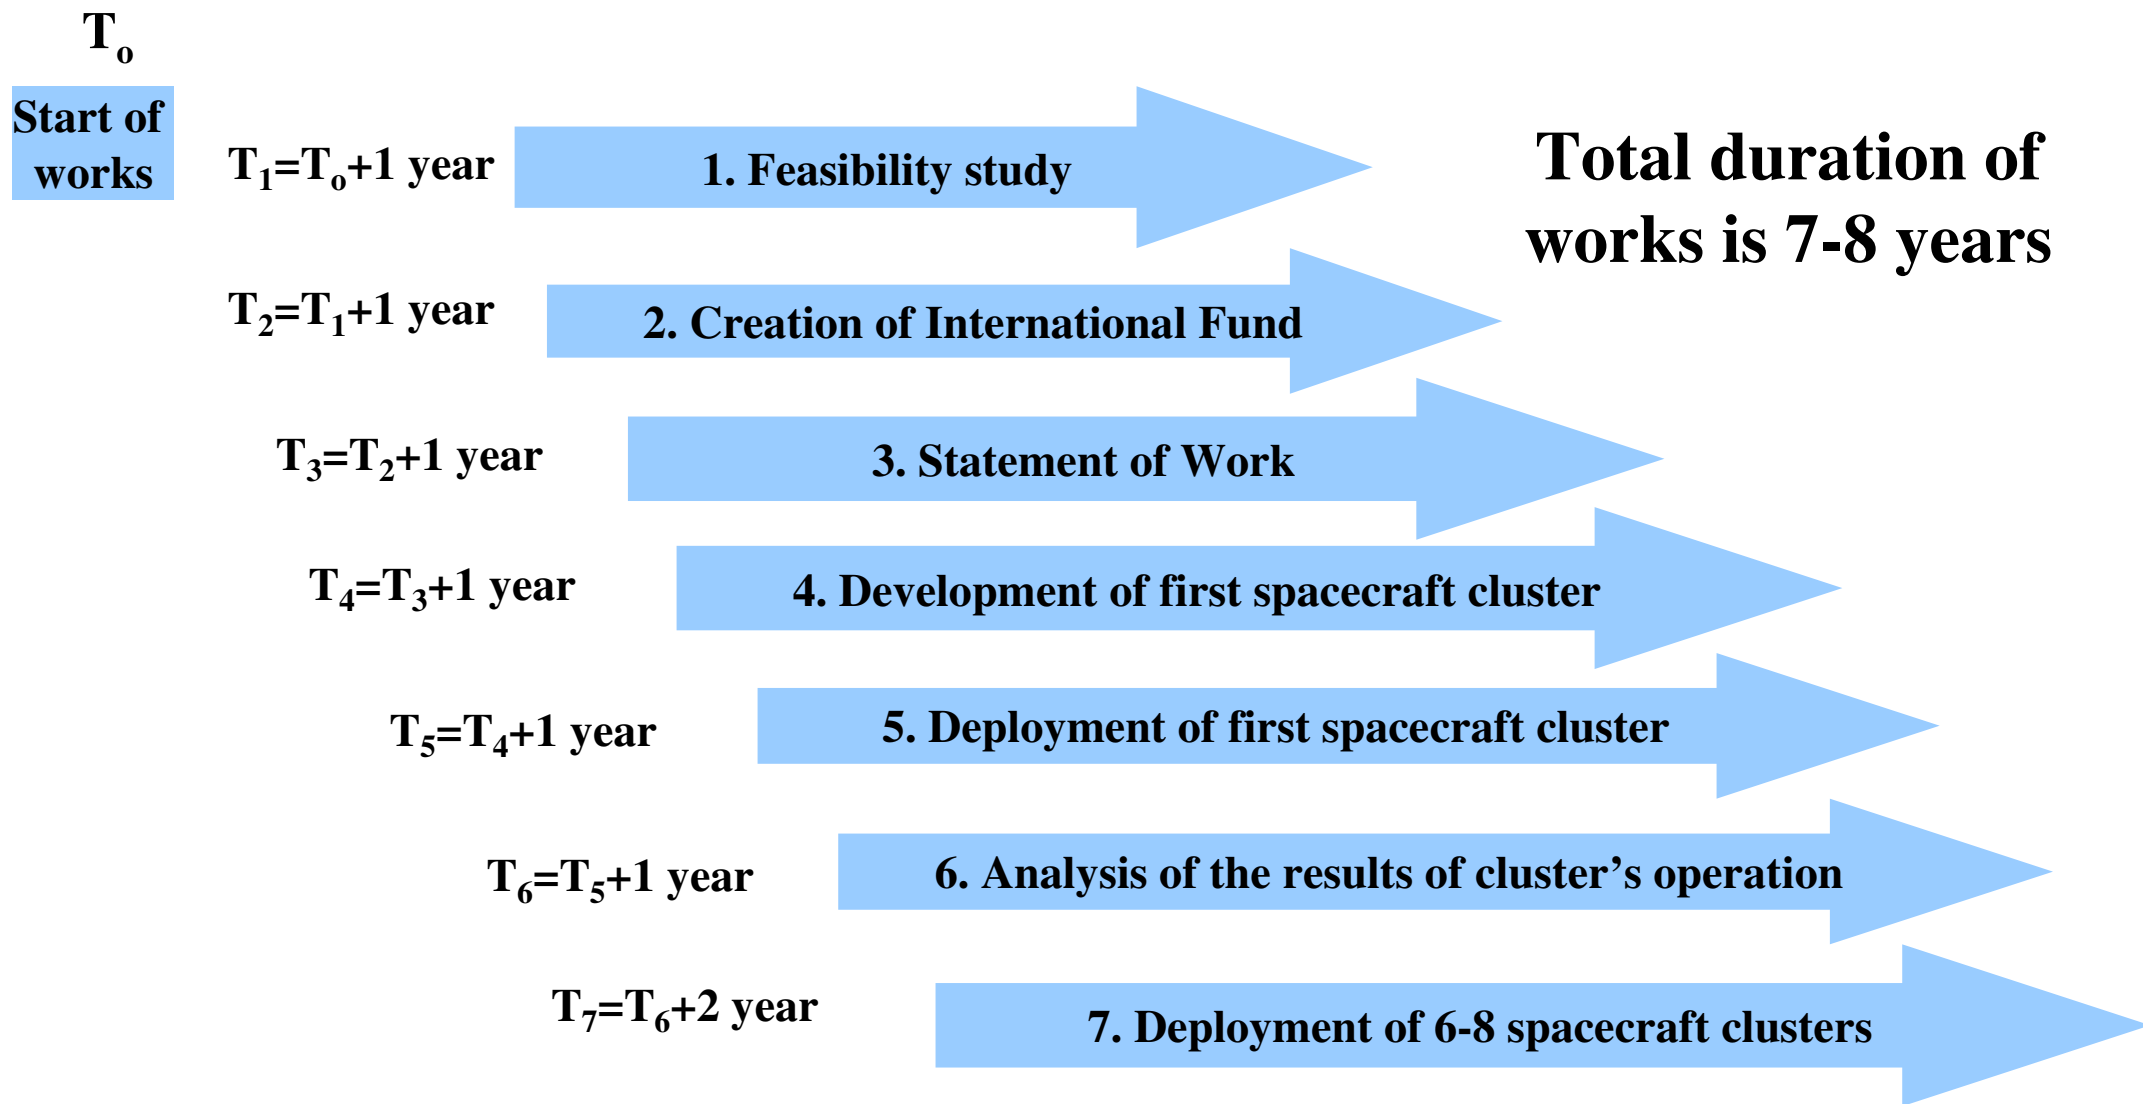 Tₒ
Start of
works
T₁=Tₒ+1 year
1. Feasibility study
Total duration of
works is 7-8 years
T₂=T₁+1 year
2. Creation of International Fund
T₃=T₂+1 year
3. Statement of Work
T₄=T₃+1 year
4. Development of first spacecraft cluster
T₅=T₄+1 year
5. Deployment of first spacecraft cluster
T₆=T₅+1 year
6. Analysis of the results of cluster’s operation
T₇=T₆+2 year
7. Deployment of 6-8 spacecraft clusters